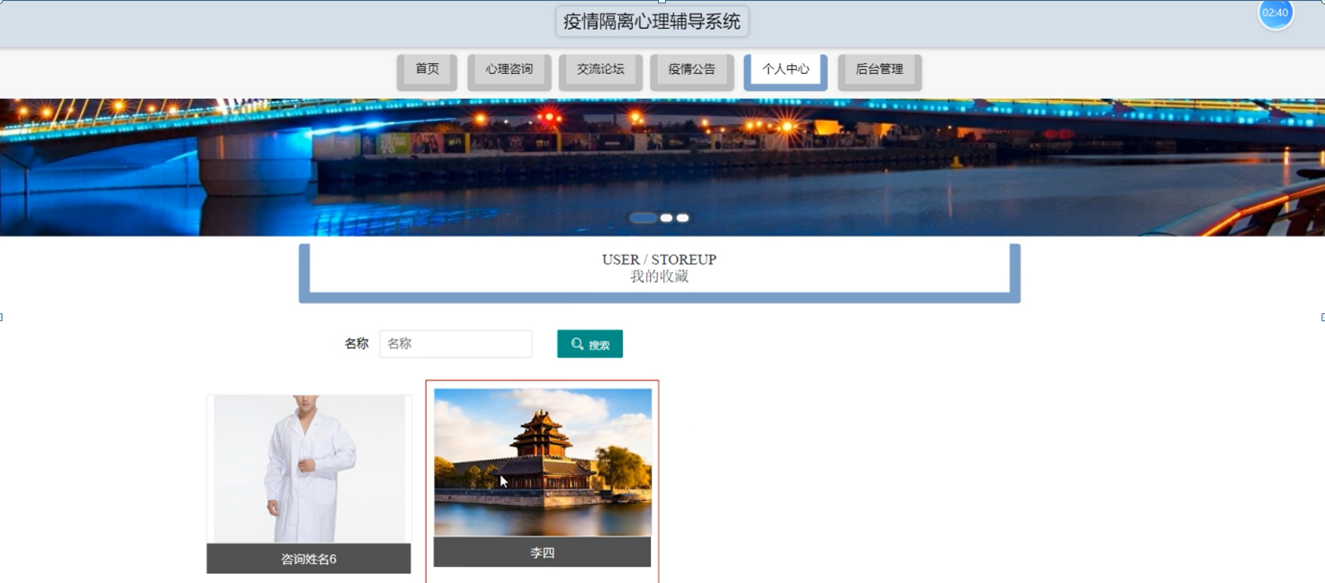 疫情隔离心理辅导系统
02:40
首页
心理咨询
交流论坛
疫情公告
个人中心
后台管理
USER / STOREUP
我的收藏
名称
名称
搜索
咨询姓名6
李四